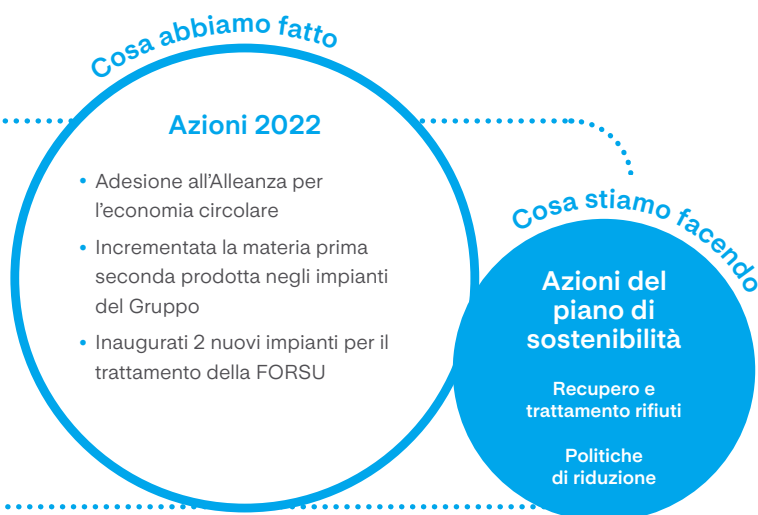 Cosa abbiamo fatto
Azioni 2022
• Adesione all’Alleanza per
l’economia circolare
• Incrementata la materia prima
seconda prodotta negli impianti
del Gruppo
• Inaugurati 2 nuovi impianti per il
trattamento della FORSU
Cosa stiamo facendo
Azioni del
piano di
sostenibilità
Recupero e
trattamento rifiuti
Politiche
di riduzione